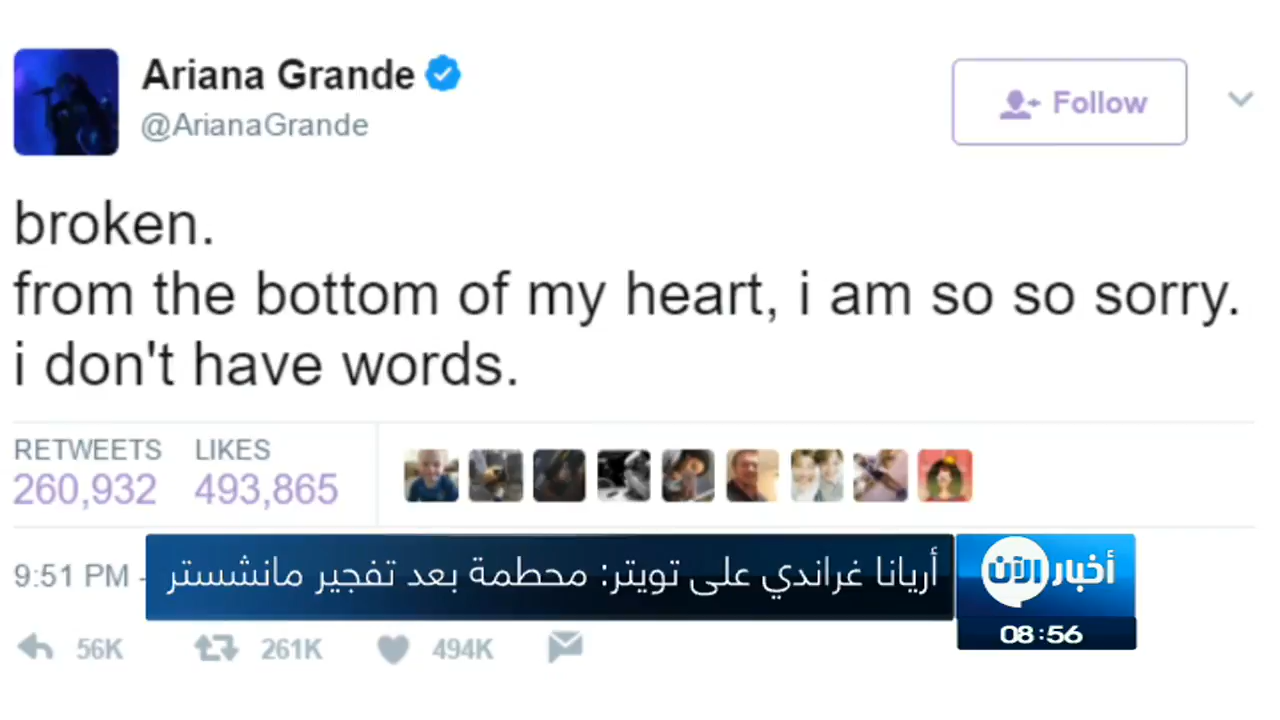 Ariana Grande
@ArianaGrande
Follow
broken.
from the bottom of my heart, i am so so sorry.
i don't have words.
RETWEETS LIKES
260,932 493,865
9:51 PM -
أريانا غراندي على تويتر: محطمة بعد تفجير مانشستر
أخبار الآن
08:56
56K 261K 494K